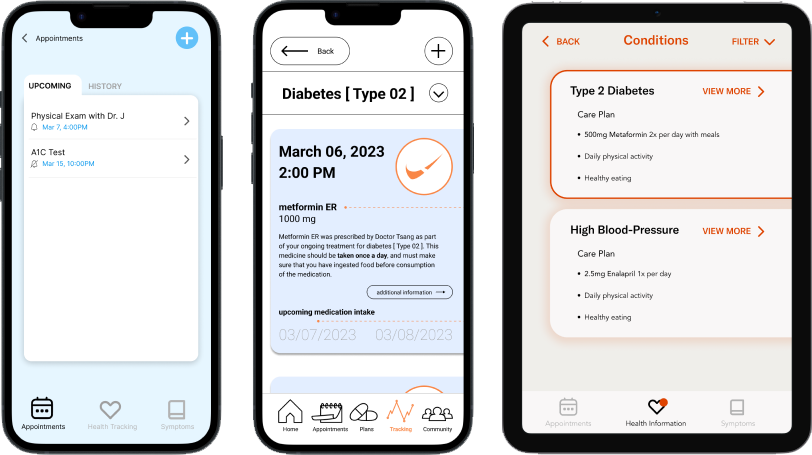 Appointments
UPCOMING
HISTORY
Physical Exam with Dr. J
Mar 7, 4:00PM
A1C Test
Mar 15, 10:00PM
Appointments
Health Tracking
Symptoms
Back
Diabetes [ Type 02 ]
March 06, 2023
2:00 PM
metformin ER
1000 mg
Metformin ER was prescribed by Doctor Tsang as part
of your ongoing treatment for diabetes [ Type 02 ]. This
medicine should be taken once a day, and must make
sure that you have ingested food before consumption
of the medication.
additional information
upcoming medication intake
03/07/2023 03/08/2023
Home
Appointments
Plans
Tracking
Community
BACK
Conditions
FILTER
Type 2 Diabetes
VIEW MORE
Care Plan
• 500mg Metaformin 2x per day with meals
• Daily physical activity
• Healthy eating
High Blood-Pressure
VIEW MORE
Care Plan
• 2.5mg Enalapril 1x per day
• Daily physical activity
• Healthy eating
Appointments
Health Information
Symptoms